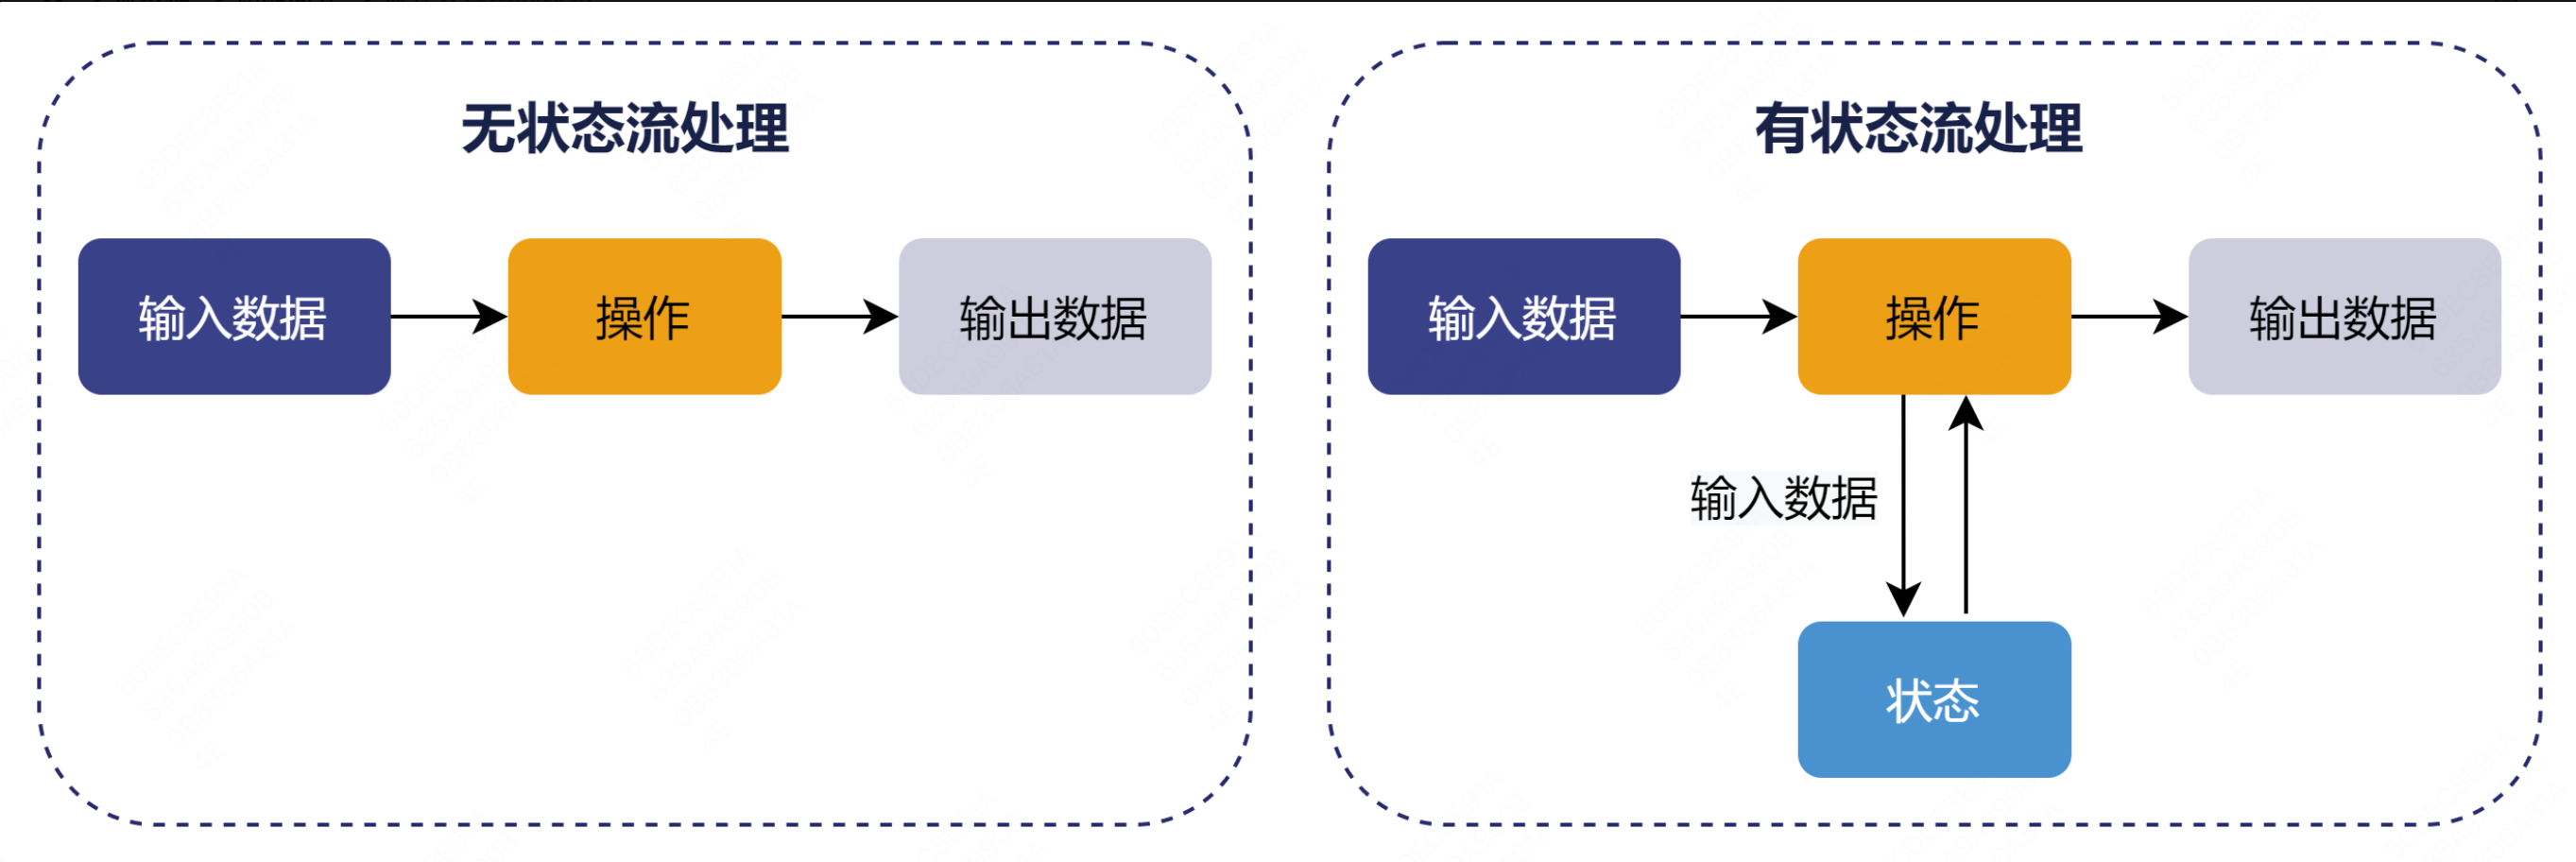 无状态流处理
输入数据
操作
输出数据
有状态流处理
输入数据
操作
输出数据
输入数据
状态